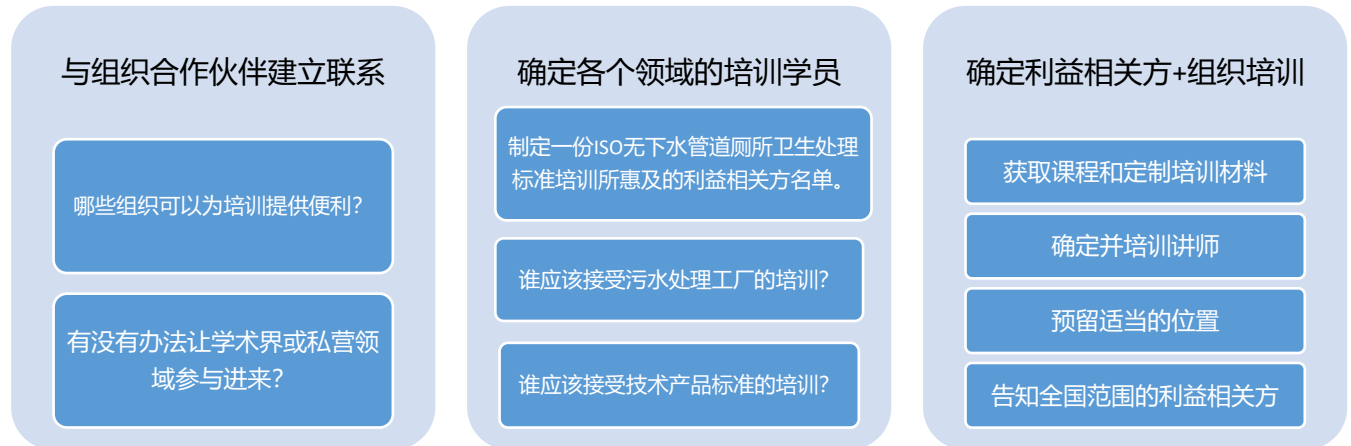 与组织合作伙伴建立联系
哪些组织可以为培训提供便利？
有没有办法让学术界或私营领
域参与进来？
确定各个领域的培训学员
制定一份ISO无下水管道厕所卫生处理
标准培训所惠及的利益相关方名单。
谁应该接受污水处理工厂的培训？
谁应该接受技术产品标准的培训？
确定利益相关方+组织培训
获取课程和定制培训材料
确定并培训讲师
预留适当的位置
告知全国范围的利益相关方